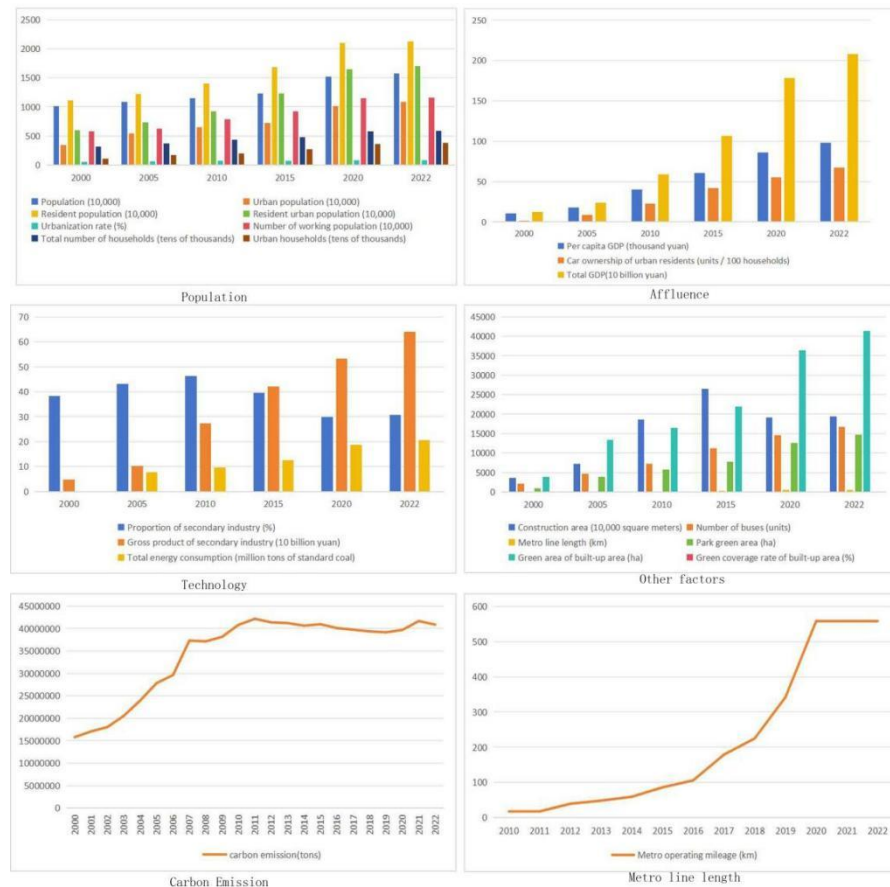 2500
2000
1500
1000
500
0
2000 2005 2010 2015 2020 2022
Population (10,000) Urban population (10,000)
Resident population (10,000) Resident urban population (10,000)
Urbanization rate (%) Number of working population (10,000)
Total number of households (tens of thousands) Urban households (tens of thousands)
Population
250
200
150
100
50
0
2000 2005 2010 2015 2020 2022
Per capita GDP (thousand yuan)
Car ownership of urban residents (units / 100 households)
Total GDP(10 billion yuan)
Affluence
70
60
50
40
30
20
10
0
2000 2005 2010 2015 2020 2022
Proportion of secondary industry (%)
Gross product of secondary industry (10 billion yuan)
Total energy consumption (million tons of standard coal)
Technology
45000
40000
35000
30000
25000
20000
15000
10000
5000
0
2000 2005 2010 2015 2020 2022
Construction area (10,000 square meters) Number of buses (units)
Metro line length (km) Park green area (ha)
Green area of built-up area (ha) Green coverage rate of built-up area (%)
Other factors
45000000
40000000
35000000
30000000
25000000
20000000
15000000
10000000
5000000
0
2000 2001 2002 2003 2004 2005 2006 2007 2008 2009 2010 2011 2012 2013 2014 2015 2016 2017 2018 2019 2020 2021 2022
carbon emission(tons)
Carbon Emission
600
500
400
300
200
100
0
2010 2011 2012 2013 2014 2015 2016 2017 2018 2019 2020 2021 2022
Metro operating mileage (km)
Metro line length